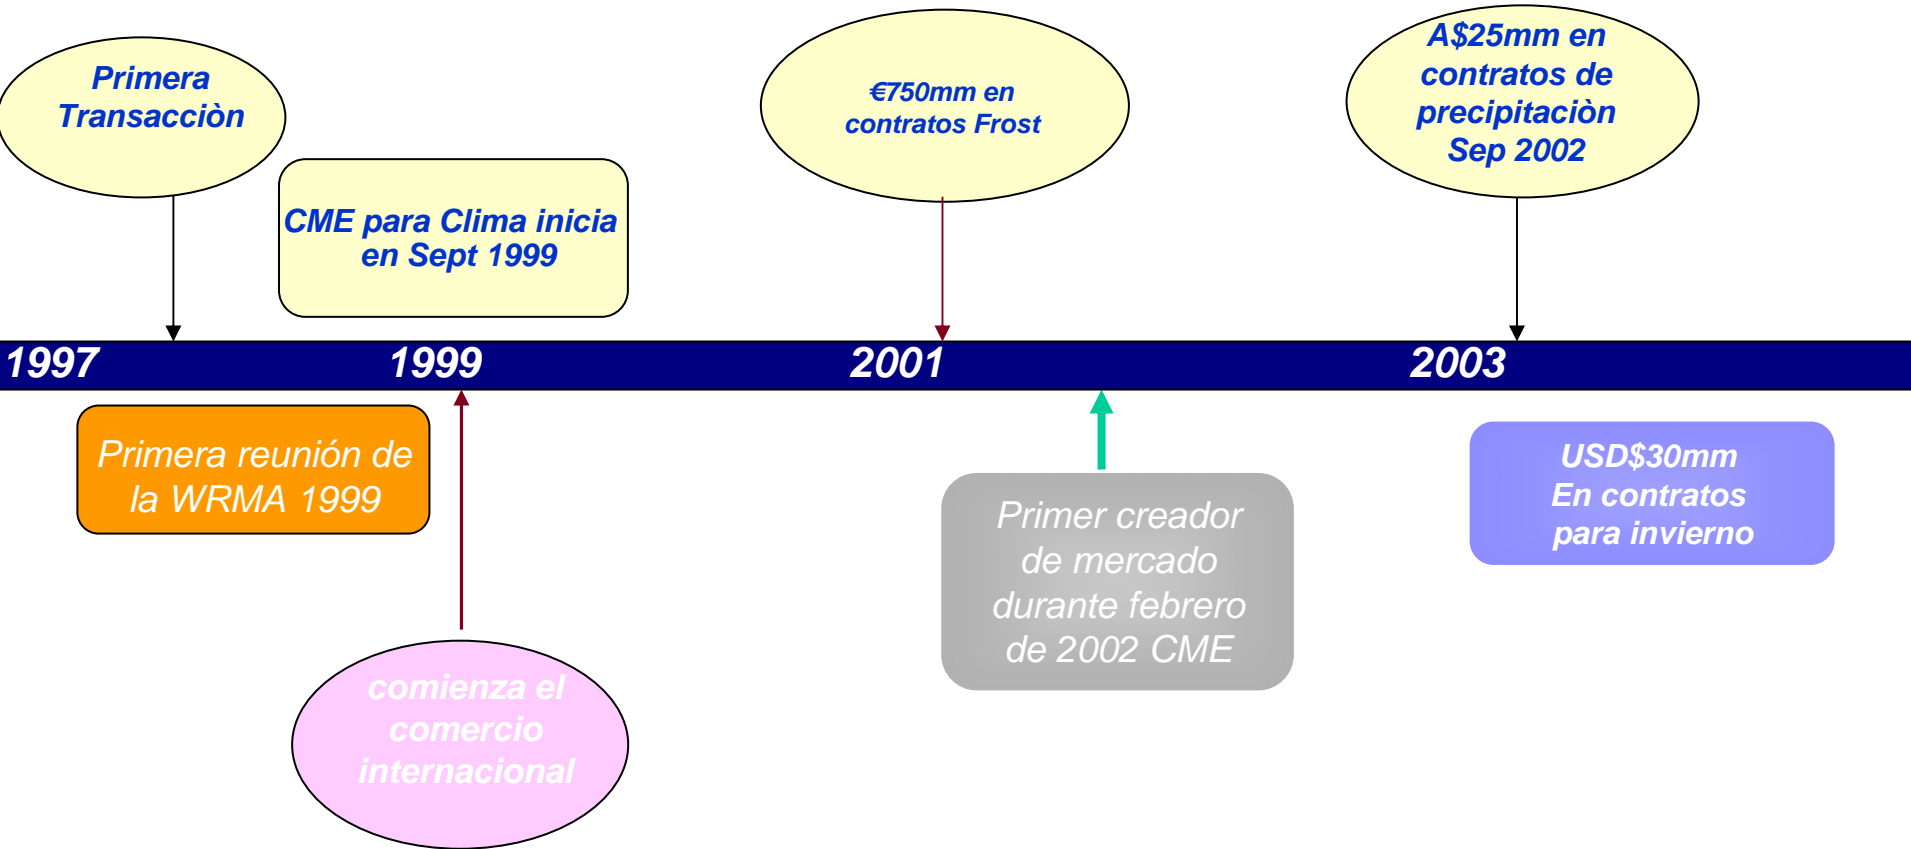 Primera
Transacciòn
CME para Clima inicia
en Sept 1999
€750mm en
contratos Frost
A$25mm en
contratos de
precipitaciòn
Sep 2002
1997
1999
2001
2003
Primera reunión de
la WRMA 1999
comienza el
comercio
internacional
Primer creador
de mercado
durante febrero
de 2002 CME
USD$30mm
En contratos
para invierno